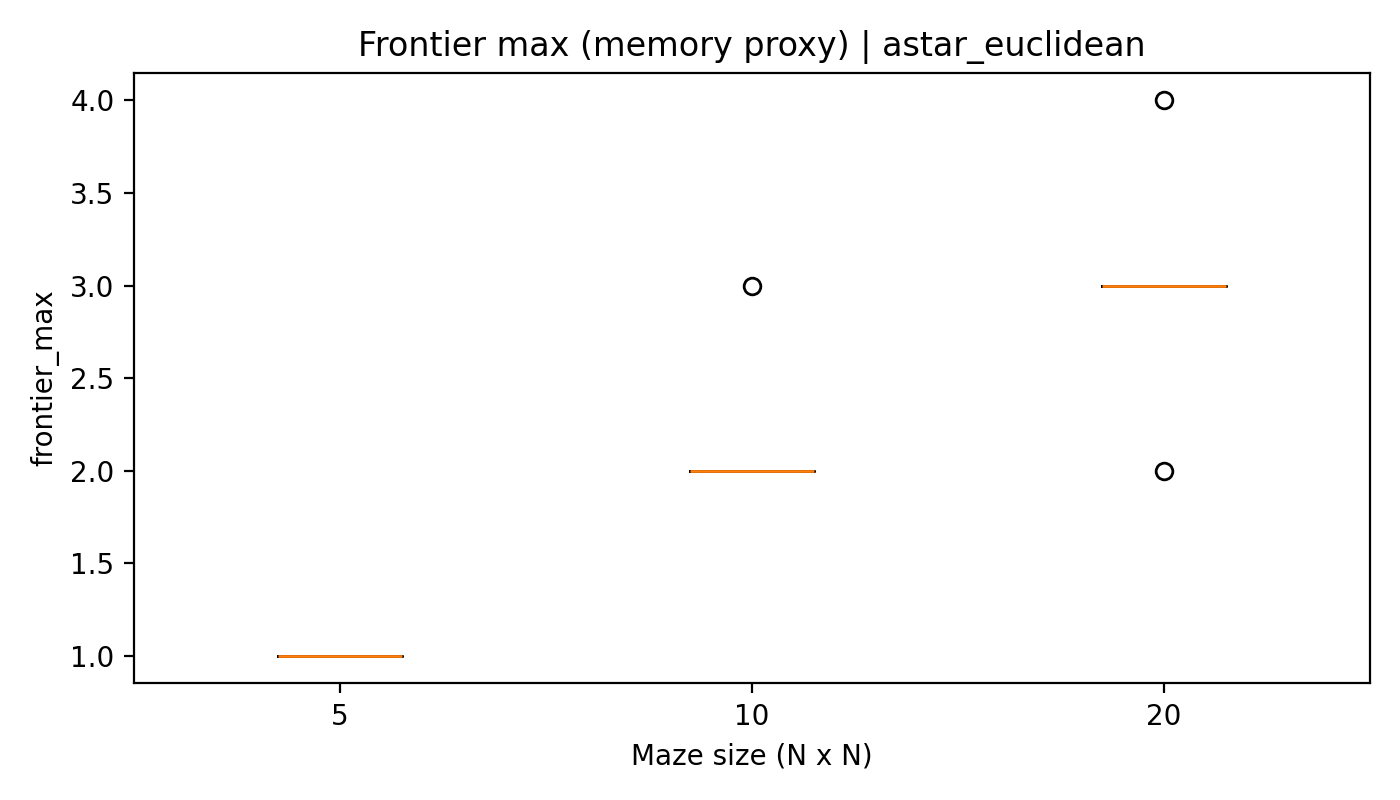 Frontier max (memory proxy) | astar_euclidean
4.0
3.5
3.0
2.5
2.0
1.5
1.0
frontier_max
5 10 20
Maze size (N x N)